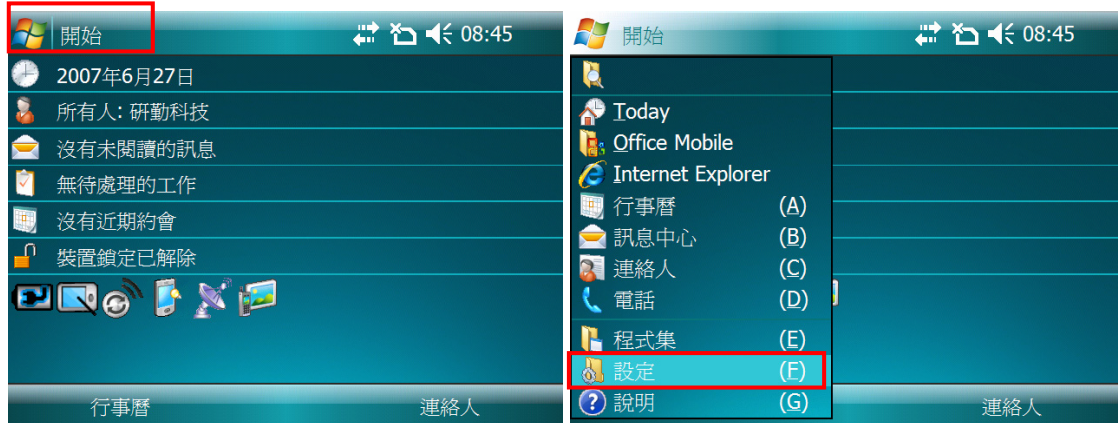 開始 08:45
2007年6月27日
所有人: 研勤科技
沒有未閱讀的訊息
無待處理的工作
沒有近期約會
裝置鎖定已解除
行事曆 連絡人
開始 08:45
Today
Office Mobile
Internet Explorer
行事曆 (A)
訊息中心 (B)
連絡人 (C)
電話 (D)
程式集 (E)
設定 (F)
說明 (G)
連絡人